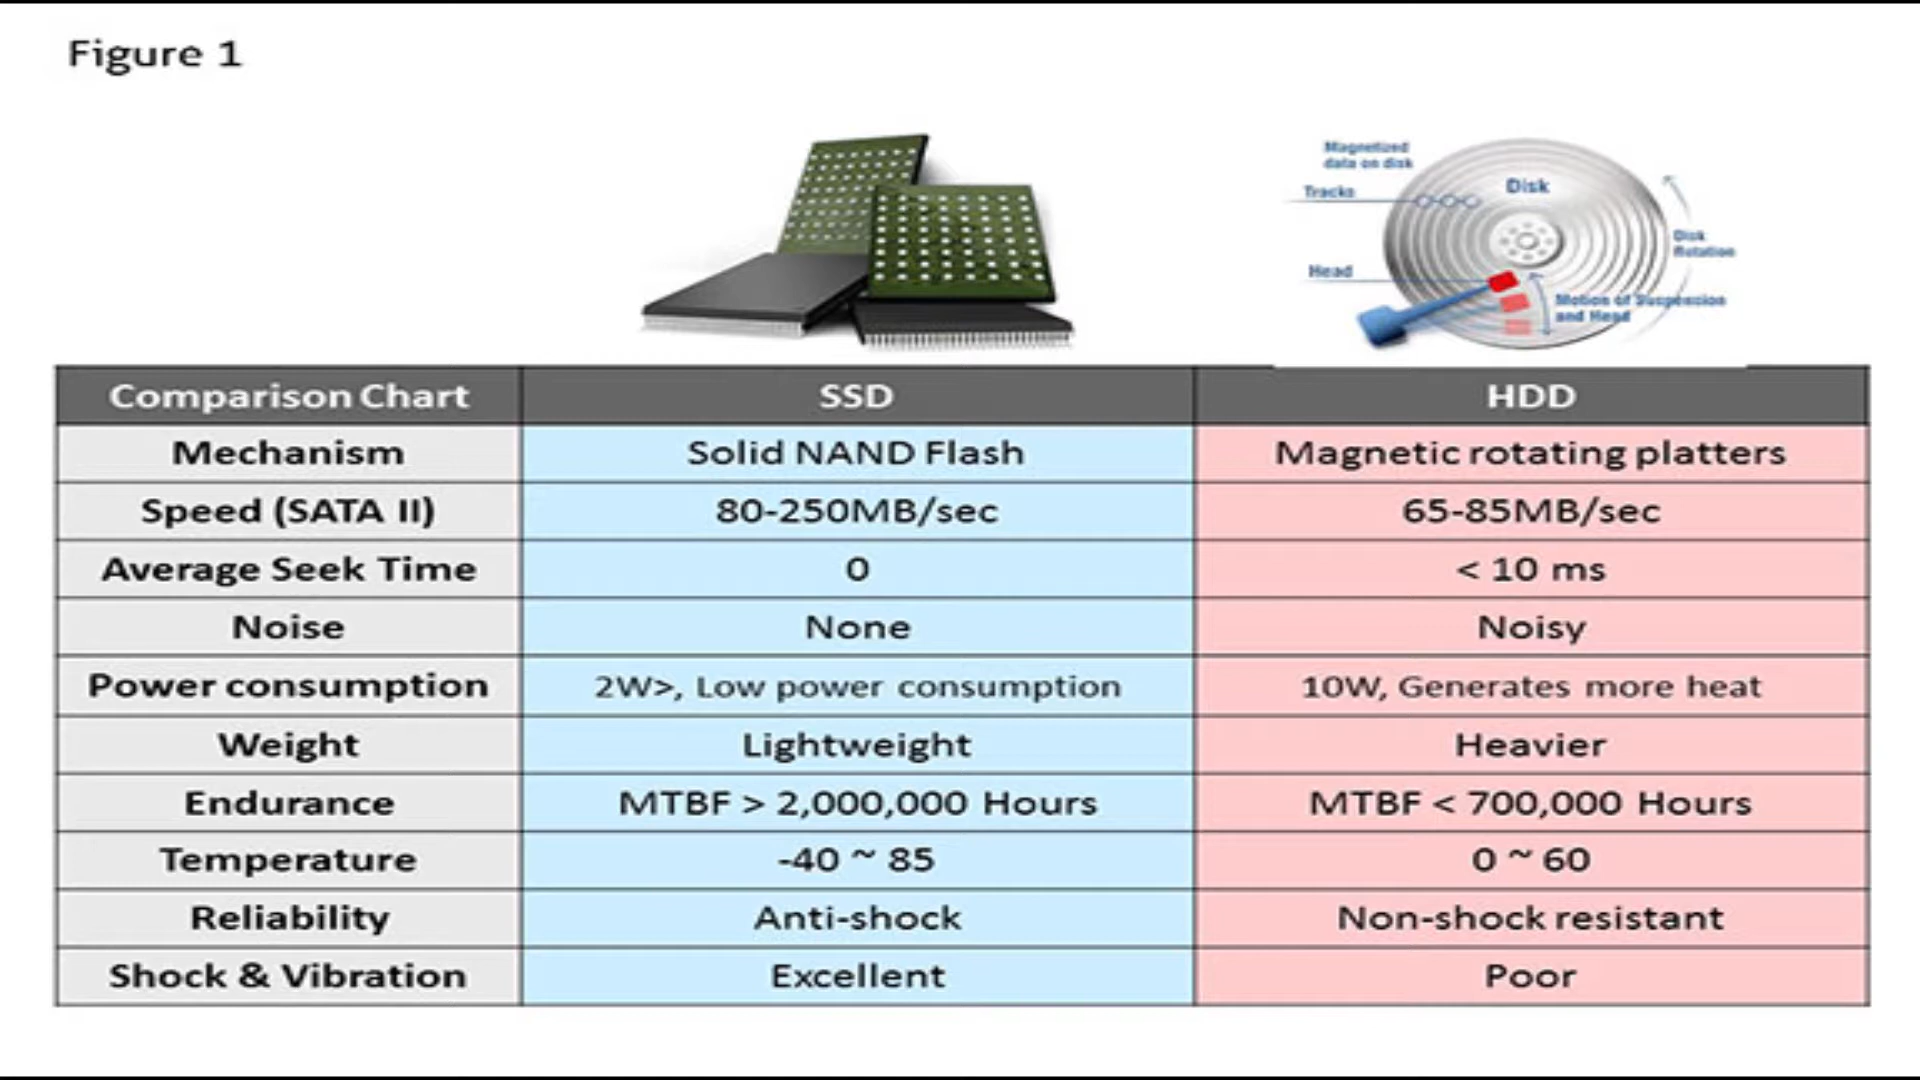 Figure 1
Magnetized
data on disk
Tracks
Disk
Disk
Rotation
Head
Motion of Suspension
and Head
Comparison Chart SSD HDD
Mechanism Solid NAND Flash Magnetic rotating platters
Speed (SATA II) 80-250MB/sec 65-85MB/sec
Average Seek Time 0 < 10 ms
Noise None Noisy
Power consumption 2W>, Low power consumption 10W, Generates more heat
Weight Lightweight Heavier
Endurance MTBF > 2,000,000 Hours MTBF < 700,000 Hours
Temperature -40 ~ 85 0 ~ 60
Reliability Anti-shock Non-shock resistant
Shock & Vibration Excellent Poor